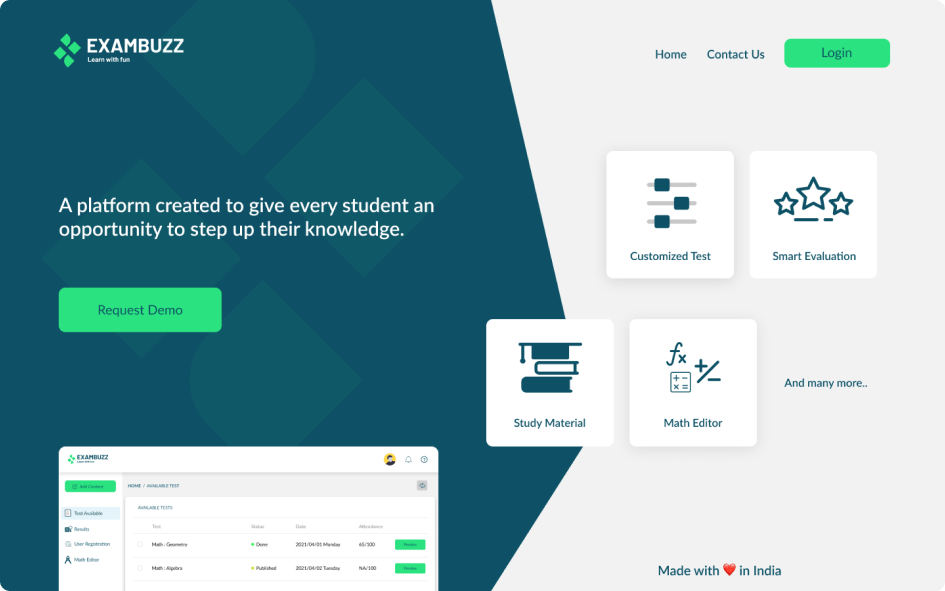 EXAMBUZZ
Learn with fun
Home
Contact Us
Login
A platform created to give every student an
opportunity to step up their knowledge.
Request Demo
Customized Test
Smart Evaluation
Study Material
Math Editor
And many more..
EXAMBUZZ
Learn with fun
Add Content
HOME / AVAILABLE TEST
AVAILABLE TESTS
Test Available
Results
User Registration
Math Editor
Test Status Date Attendance
Math : Geometry Done 2021/04/01 Monday 65/100
Math : Algebra Published 2021/04/02 Tuesday NA/100
Made with ❤️ in India